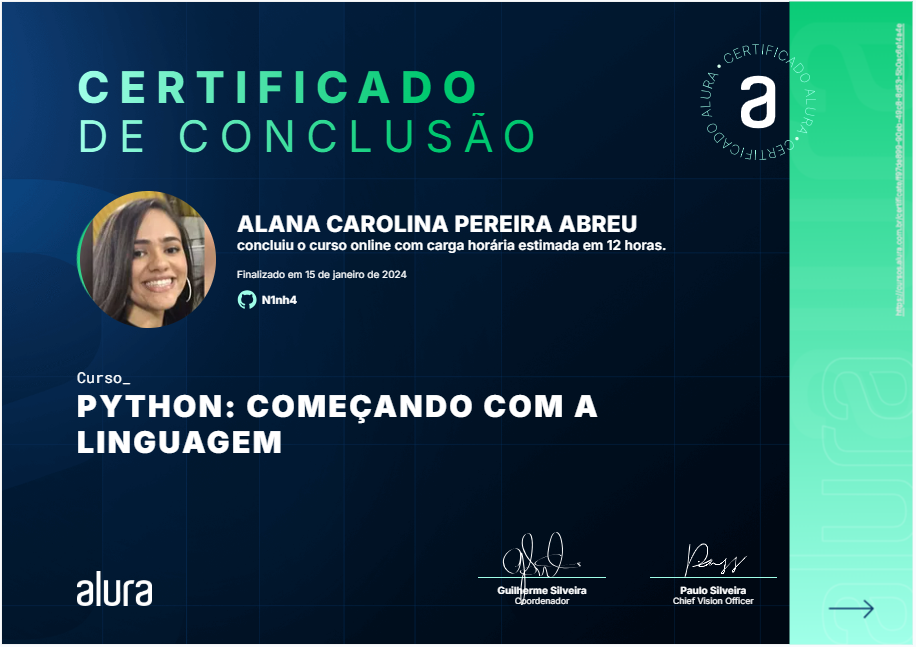 CERTIFICADO
DE CONCLUSÃO
CERTIFICADO ALURA • CERTIFICADO ALURA •
a
ALANA CAROLINA PEREIRA ABREU
concluiu o curso online com carga horária estimada em 12 horas.
Finalizado em 15 de janeiro de 2024
N1nh4
Curso_
PYTHON: COMEÇANDO COM A
LINGUAGEM
alura
Guilherme Silveira
Coordenador
Paulo Silveira
Chief Vision Officer
alura